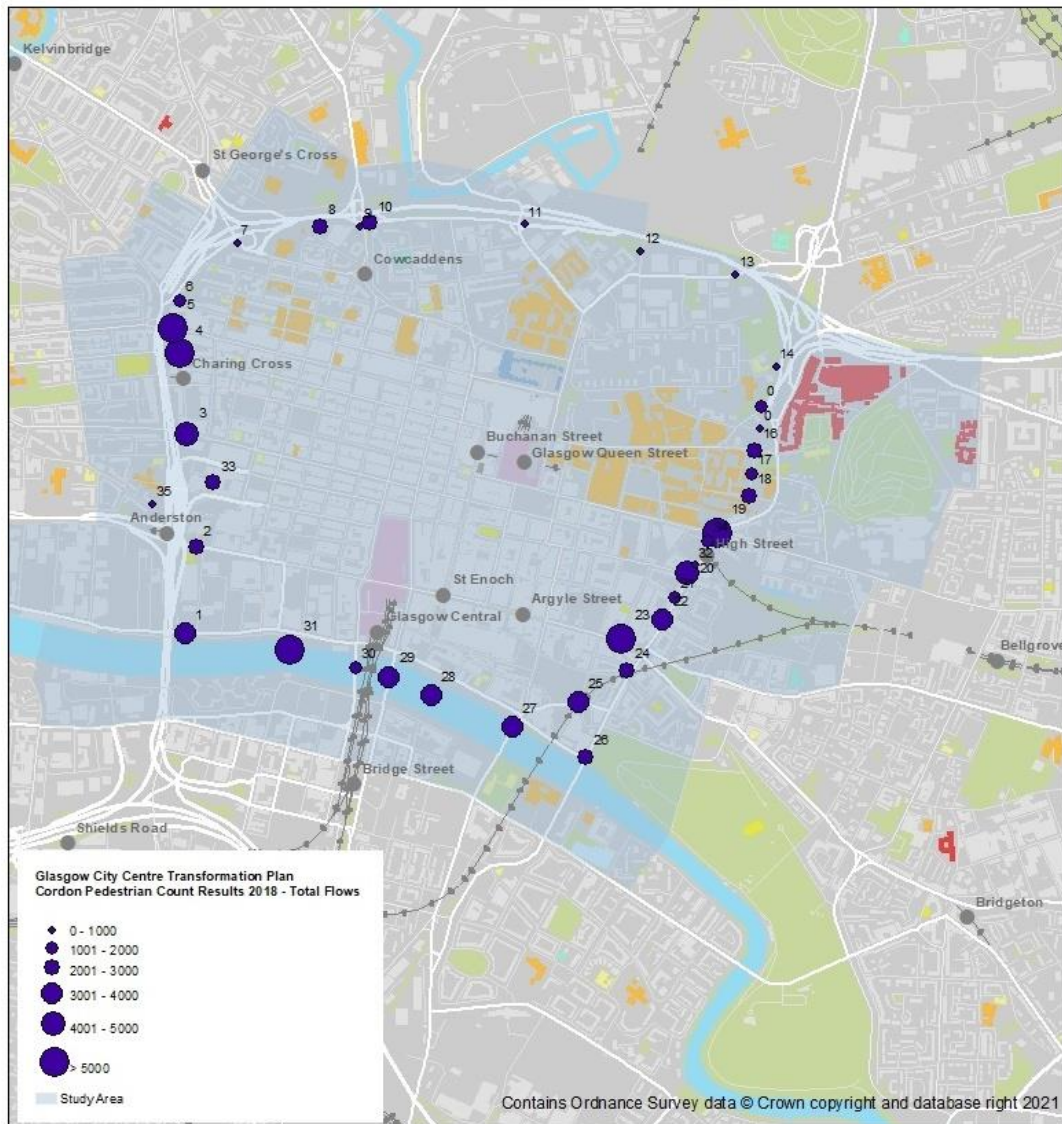 Kelvinbridge
St George's Cross
8
10
9
11
7
12
Cowcaddens
13
6
5
4
14
Charing Cross
0
0
3
16
Buchanan Street
17
Glasgow Queen Street
33
18
35
19
Anderston
High Street
2
32
20
St Enoch
22
Argyle Street
1
Glasgow Central
23
31
Bellgrove
24
30
29
28
25
27
26
Bridge Street
Shields Road
Glasgow City Centre Transformation Plan
Cordon Pedestrian Count Results 2018 - Total Flows
0 - 1000
1001 - 2000
2001 - 3000
3001 - 4000
4001 - 5000
> 5000
Study Area
Bridgeton
Contains Ordnance Survey data © Crown copyright and database right 2021